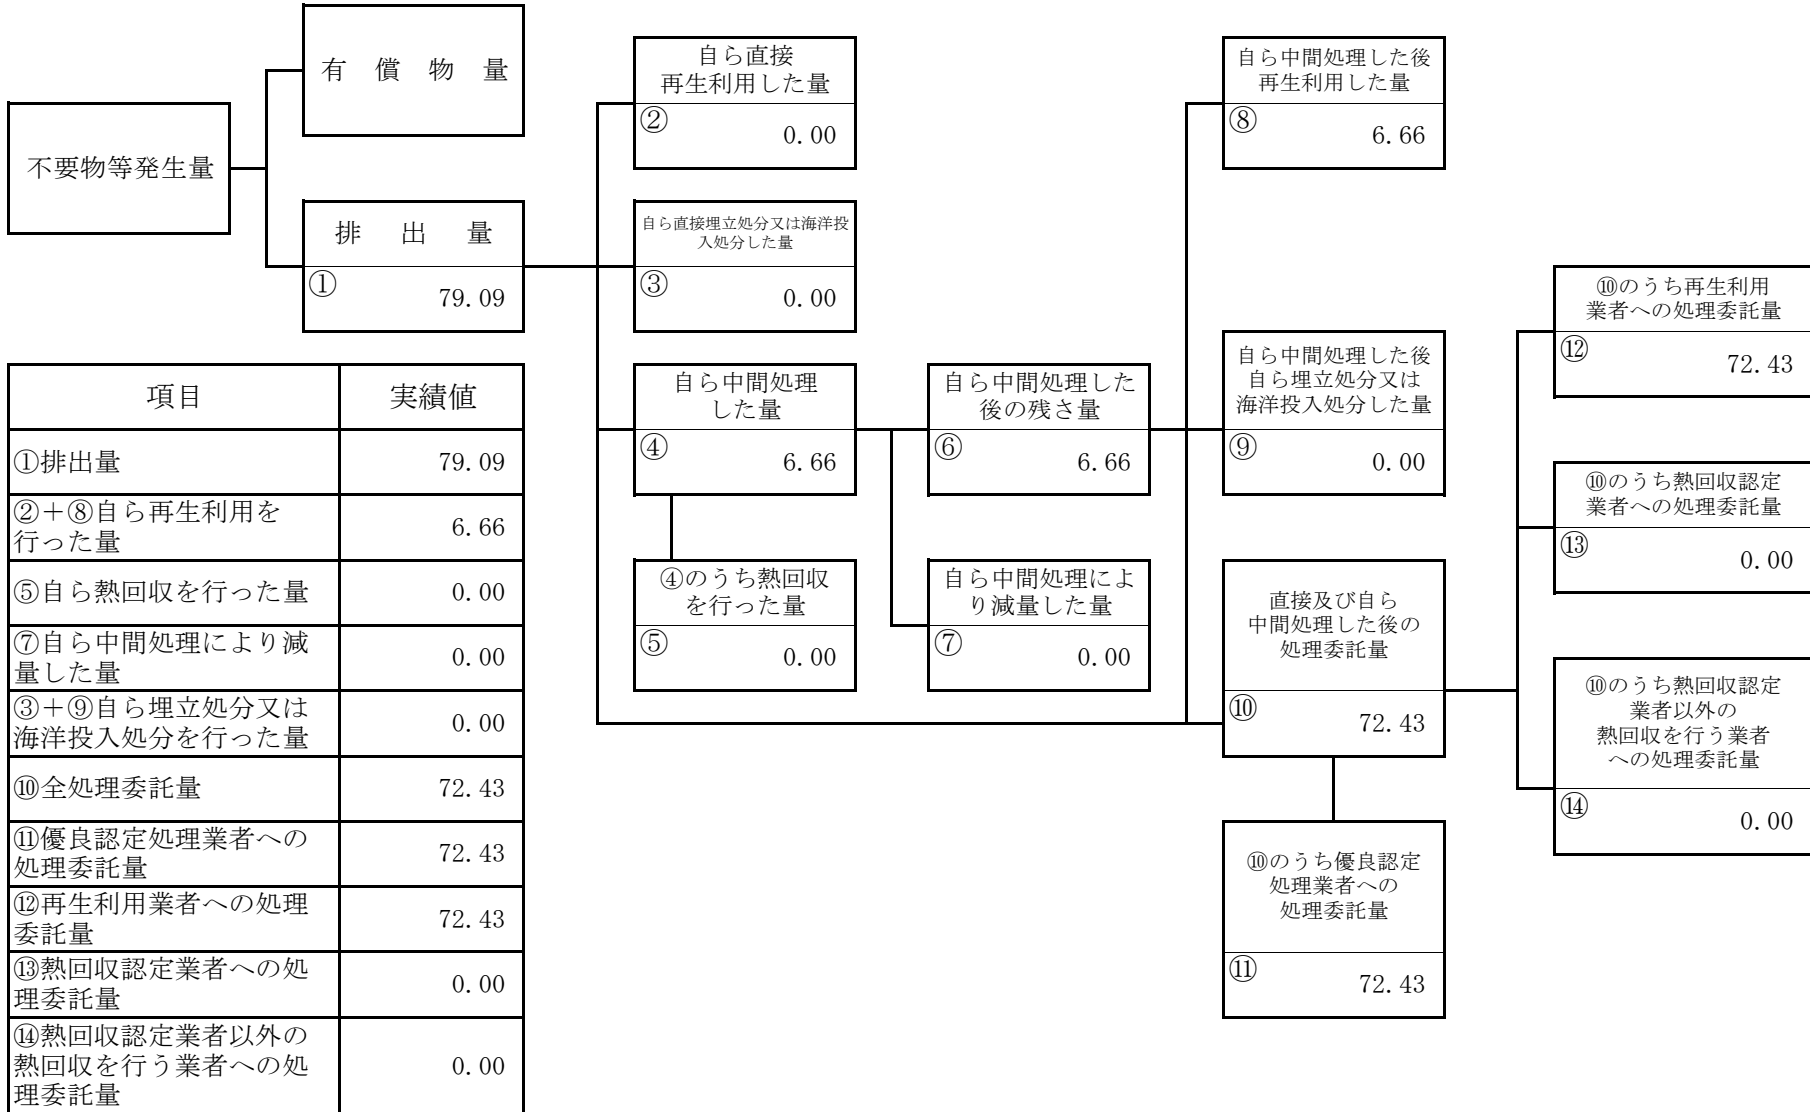 有償物量
不要物等発生量
排出量
①
79.09
自ら直接
再生利用した量
②
0.00
自ら直接埋立処分又は海洋投
入処分した量
③
0.00
自ら中間処理
した量
④
6.66
④のうち熱回収
を行った量
⑤
0.00
自ら中間処理した
後の残さ量
⑥
6.66
自ら中間処理によ
り減量した量
⑦
0.00
自ら中間処理した後
再生利用した量
⑧
6.66
自ら中間処理した後
自ら埋立処分又は
海洋投入処分した量
⑨
0.00
直接及び自ら
中間処理した後の
処理委託量
⑩
72.43
⑩のうち優良認定
処理業者への
処理委託量
⑪
72.43
⑩のうち再生利用
業者への処理委託量
⑫
72.43
⑩のうち熱回収認定
業者への処理委託量
⑬
0.00
⑩のうち熱回収認定
業者以外の
熱回収を行う業者
への処理委託量
⑭
0.00
項目 実績値
①排出量 79.09
②+⑧自ら再生利用を
行った量 6.66
⑤自ら熱回収を行った量 0.00
⑦自ら中間処理により減
量した量 0.00
③+⑨自ら埋立処分又は
海洋投入処分を行った量 0.00
⑩全処理委託量 72.43
⑪優良認定処理業者への
処理委託量 72.43
⑫再生利用業者への処理
委託量 72.43
⑬熱回収認定業者への処
理委託量 0.00
⑭熱回収認定業者以外の
熱回収を行う業者への処
理委託量 0.00